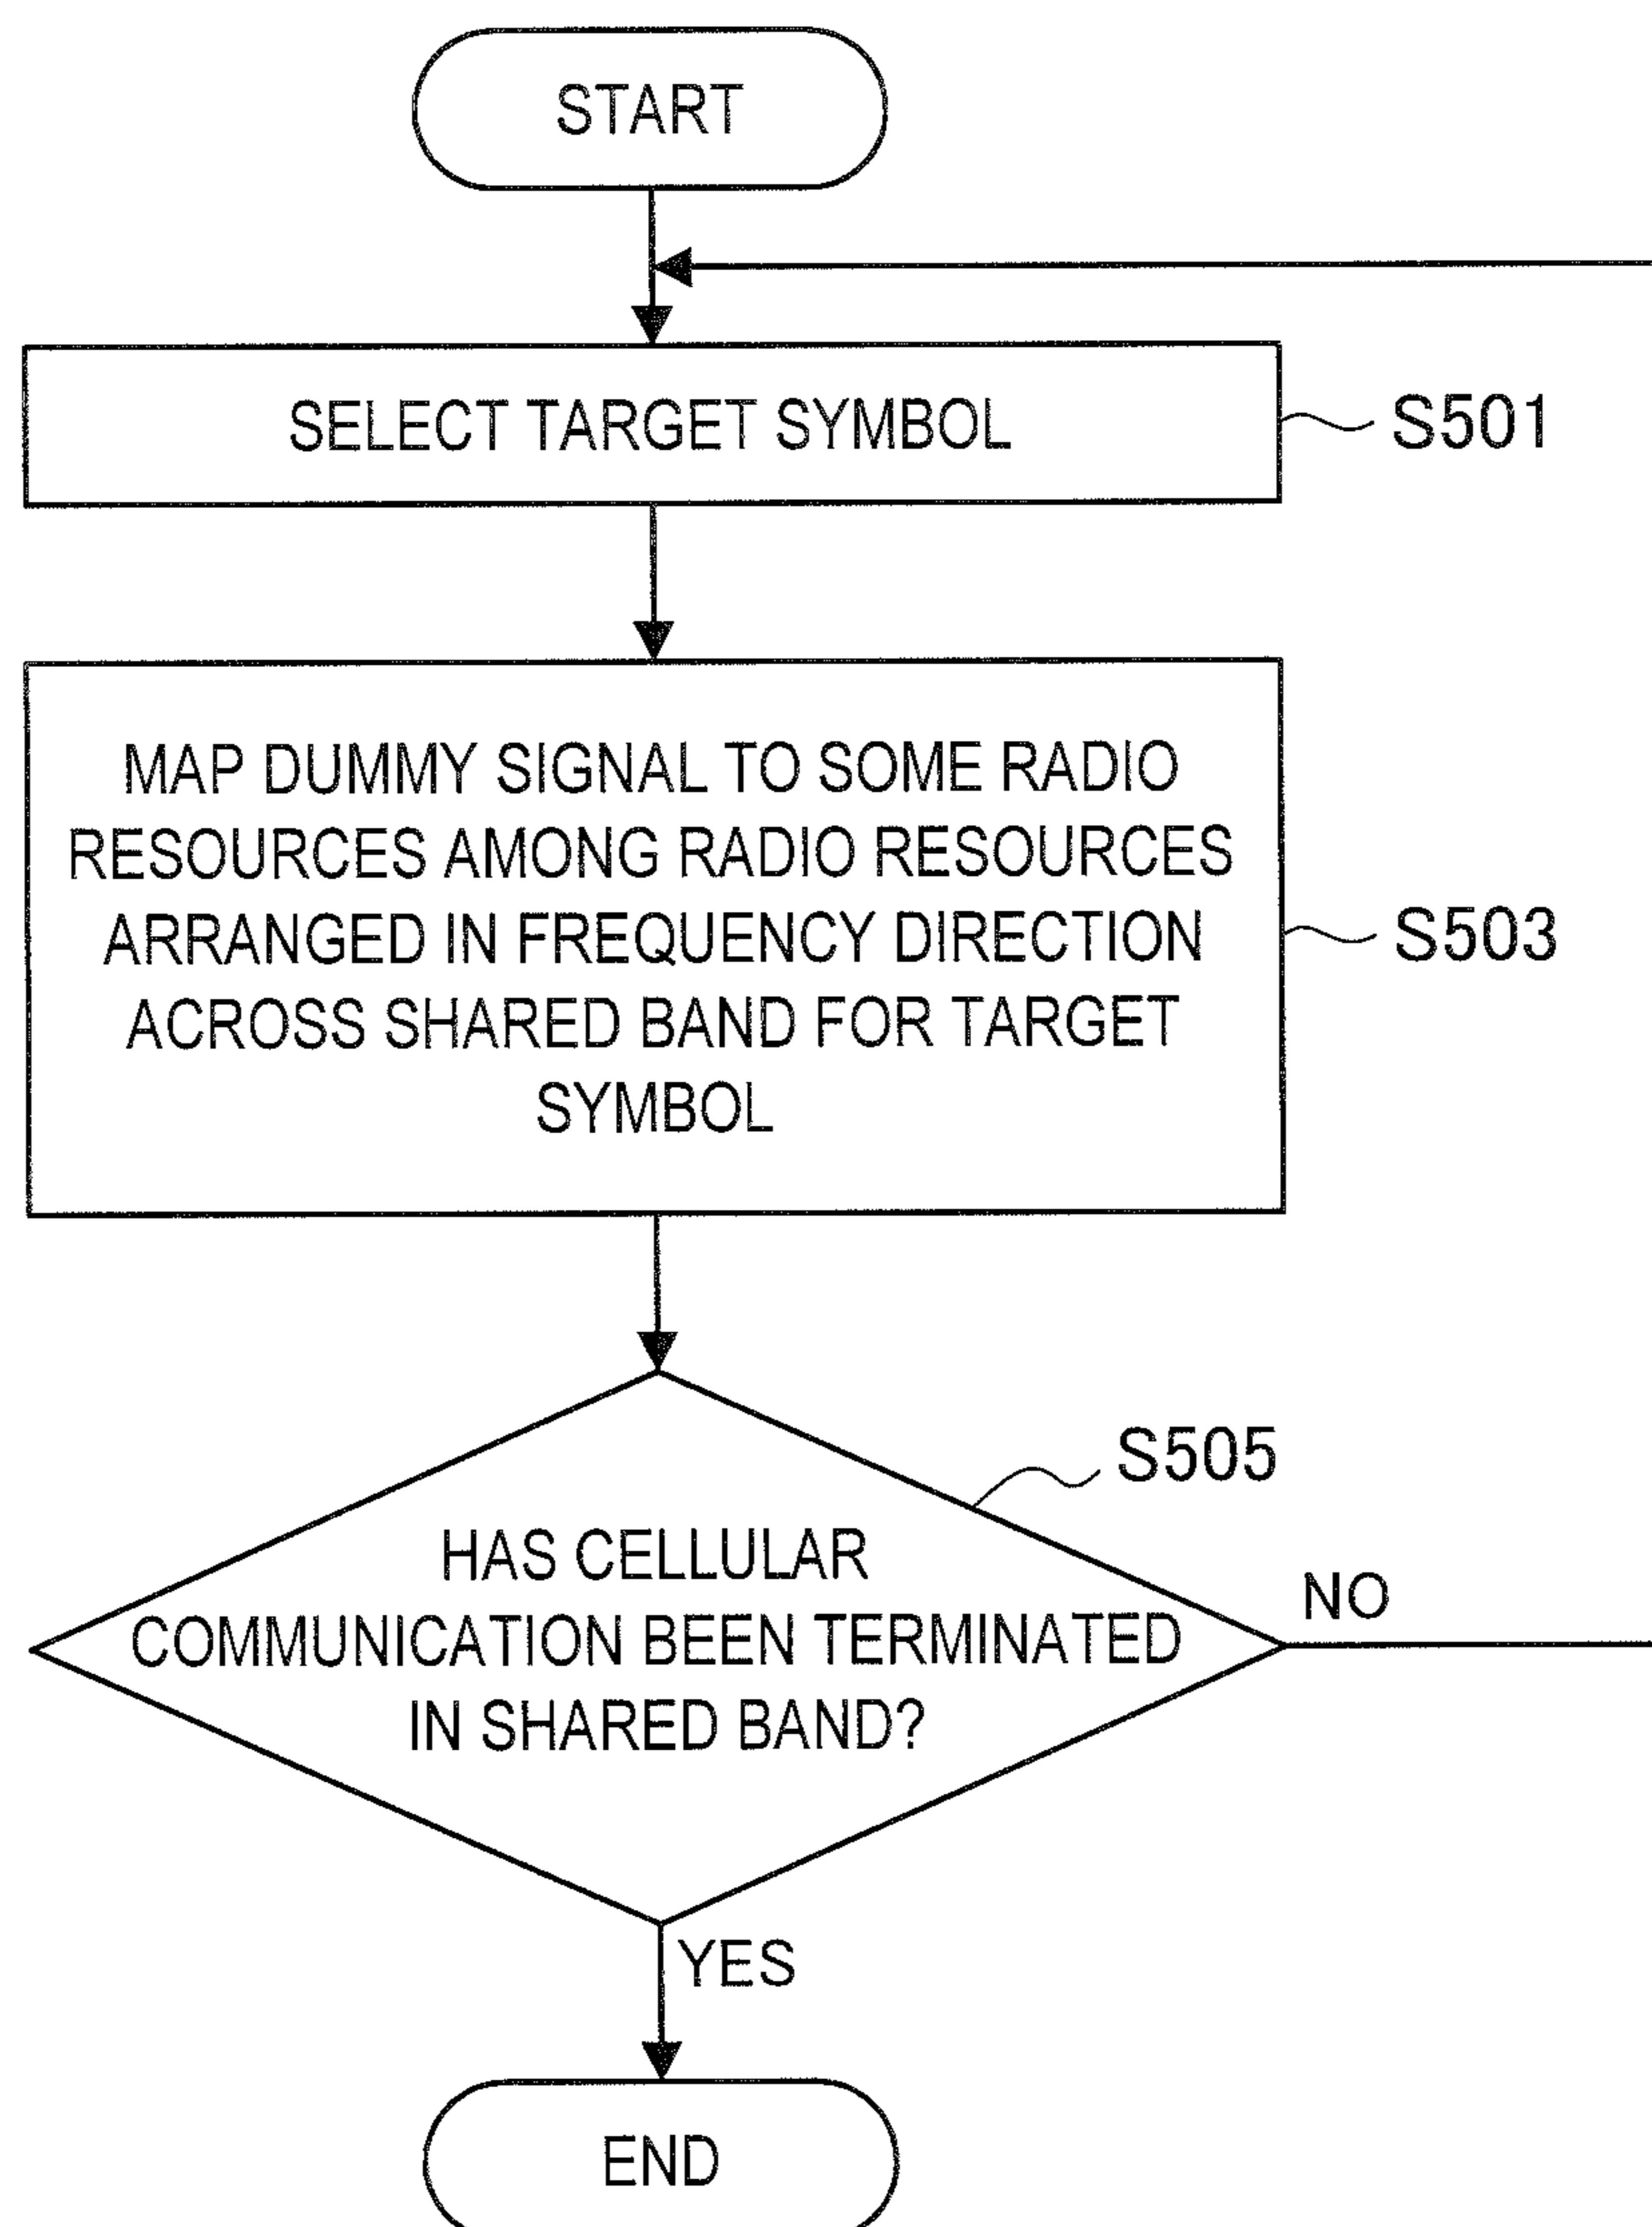 START
SELECT TARGET SYMBOL
S501
MAP DUMMY SIGNAL TO SOME RADIO
RESOURCES AMONG RADIO RESOURCES
ARRANGED IN FREQUENCY DIRECTION
ACROSS SHARED BAND FOR TARGET
SYMBOL
S503
S505
HAS CELLULAR
COMMUNICATION BEEN TERMINATED
IN SHARED BAND?
NO
YES
END